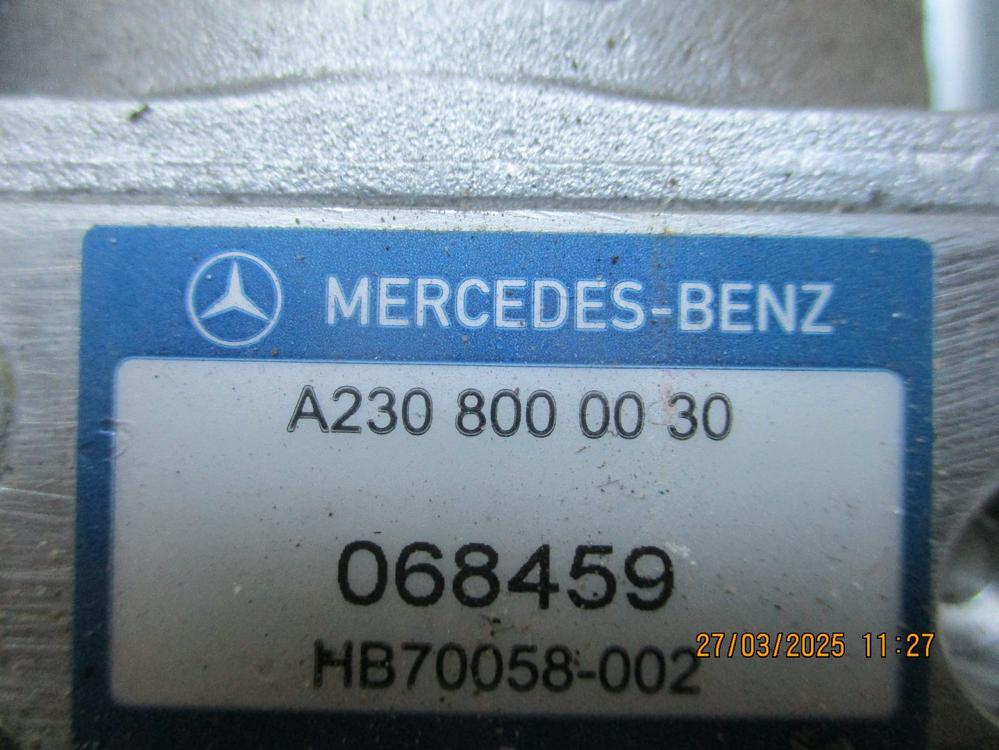 MERCEDES-BENZ
A230 800 00 30
068459
HB70058-002
27/03/2025 11:27